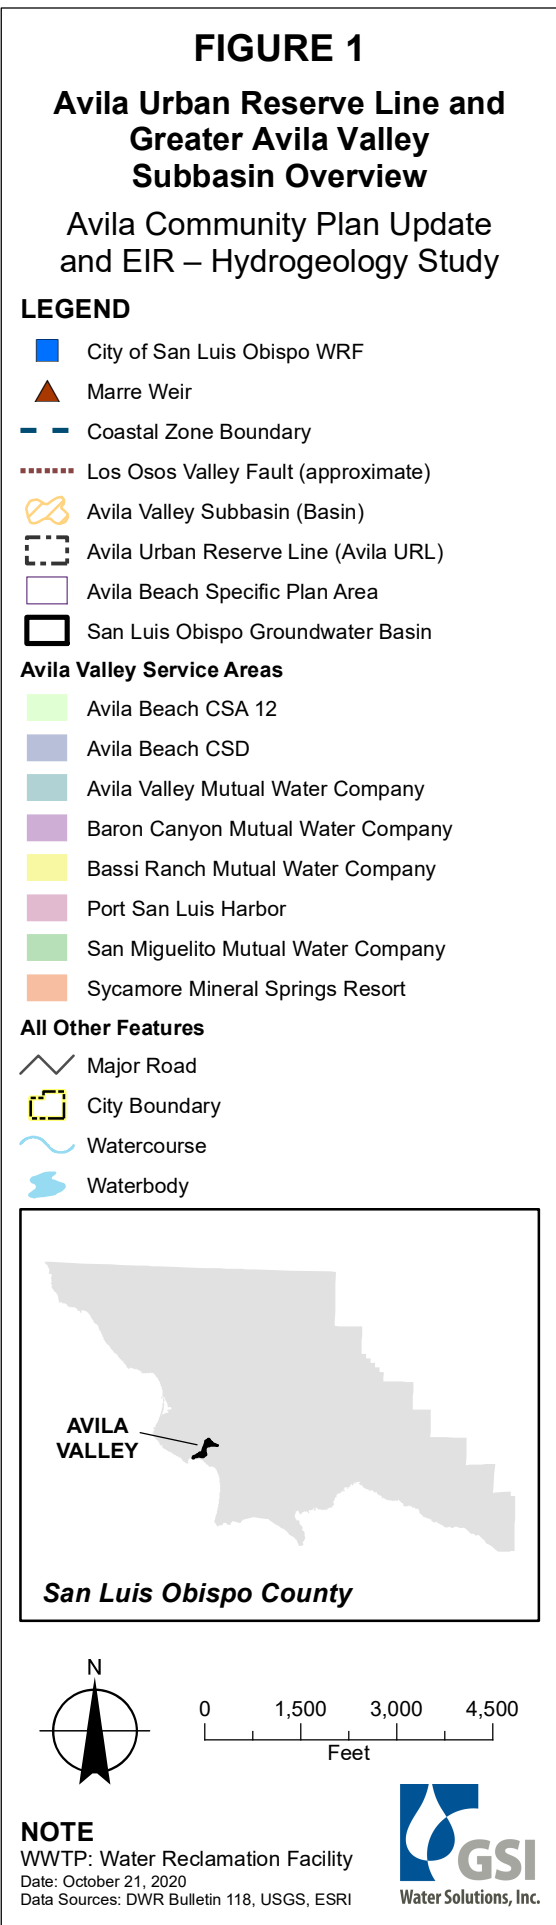 FIGURE 1
Avila Urban Reserve Line and
Greater Avila Valley
Subbasin Overview
Avila Community Plan Update
and EIR – Hydrogeology Study
LEGEND
City of San Luis Obispo WRF
Marre Weir
Coastal Zone Boundary
Los Osos Valley Fault (approximate)
Avila Valley Subbasin (Basin)
Avila Urban Reserve Line (Avila URL)
Avila Beach Specific Plan Area
San Luis Obispo Groundwater Basin
Avila Valley Service Areas
Avila Beach CSA 12
Avila Beach CSD
Avila Valley Mutual Water Company
Baron Canyon Mutual Water Company
Bassi Ranch Mutual Water Company
Port San Luis Harbor
San Miguelito Mutual Water Company
Sycamore Mineral Springs Resort
All Other Features
Major Road
City Boundary
Watercourse
Waterbody
AVILA
VALLEY
San Luis Obispo County
N
0 1,500 3,000 4,500
Feet
NOTE
WWTP: Water Reclamation Facility
Date: October 21, 2020
Data Sources: DWR Bulletin 118, USGS, ESRI
GSI
Water Solutions, Inc.